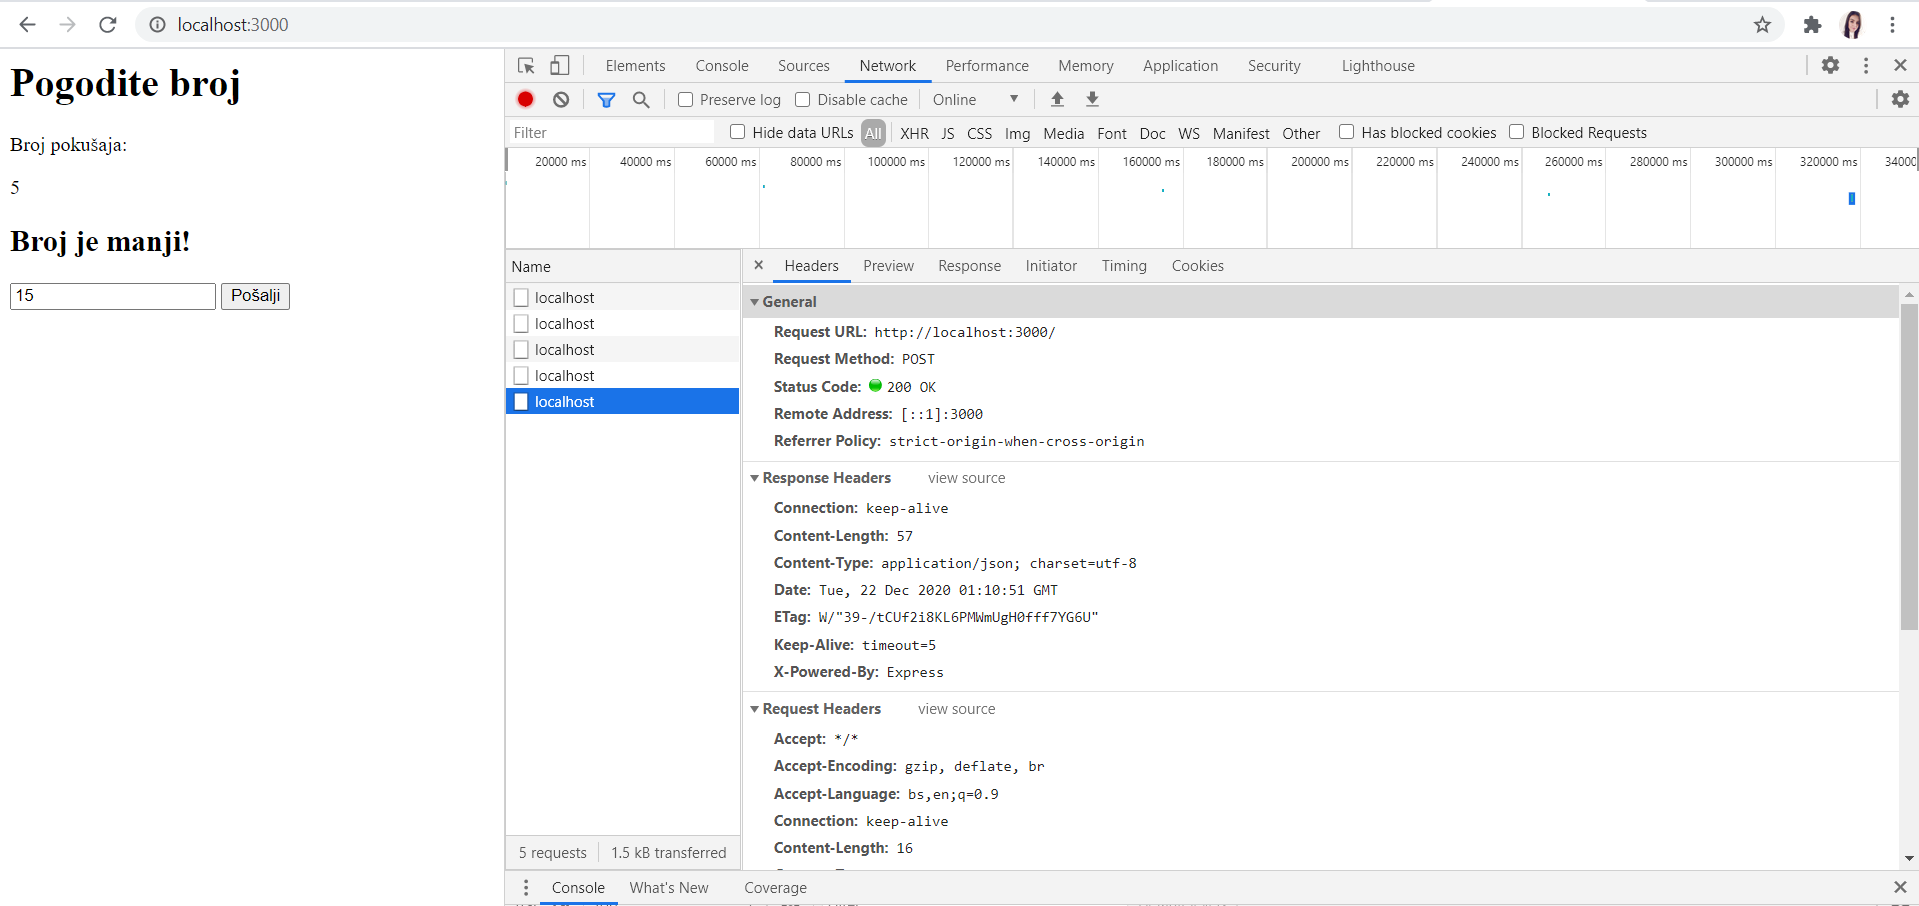 localhost:3000
Pogodite broj
Broj pokušaja:
5
Broj je manji!
15 Pošalji
Elements Console Sources Network Performance Memory Application Security Lighthouse
Preserve log Disable cache Online
Filter Hide data URLs All XHR JS CSS Img Media Font Doc WS Manifest Other Has blocked cookies Blocked Requests
20000 ms 40000 ms 60000 ms 80000 ms 100000 ms 120000 ms 140000 ms 160000 ms 180000 ms 200000 ms 220000 ms 240000 ms 260000 ms 280000 ms 300000 ms 320000 ms 34000
Name
localhost
localhost
localhost
localhost
localhost
5 requests 1.5 kB transferred
Headers Preview Response Initiator Timing Cookies
General
Request URL: http://localhost:3000/
Request Method: POST
Status Code: 200 OK
Remote Address: [::1]:3000
Referrer Policy: strict-origin-when-cross-origin
Response Headers view source
Connection: keep-alive
Content-Length: 57
Content-Type: application/json; charset=utf-8
Date: Tue, 22 Dec 2020 01:10:51 GMT
ETag: W/"39-/tCUf2i8KL6PMWmUgH0fff7YG6U"
Keep-Alive: timeout=5
X-Powered-By: Express
Request Headers view source
Accept: */*
Accept-Encoding: gzip, deflate, br
Accept-Language: bs,en;q=0.9
Connection: keep-alive
Content-Length: 16
Console What's New Coverage